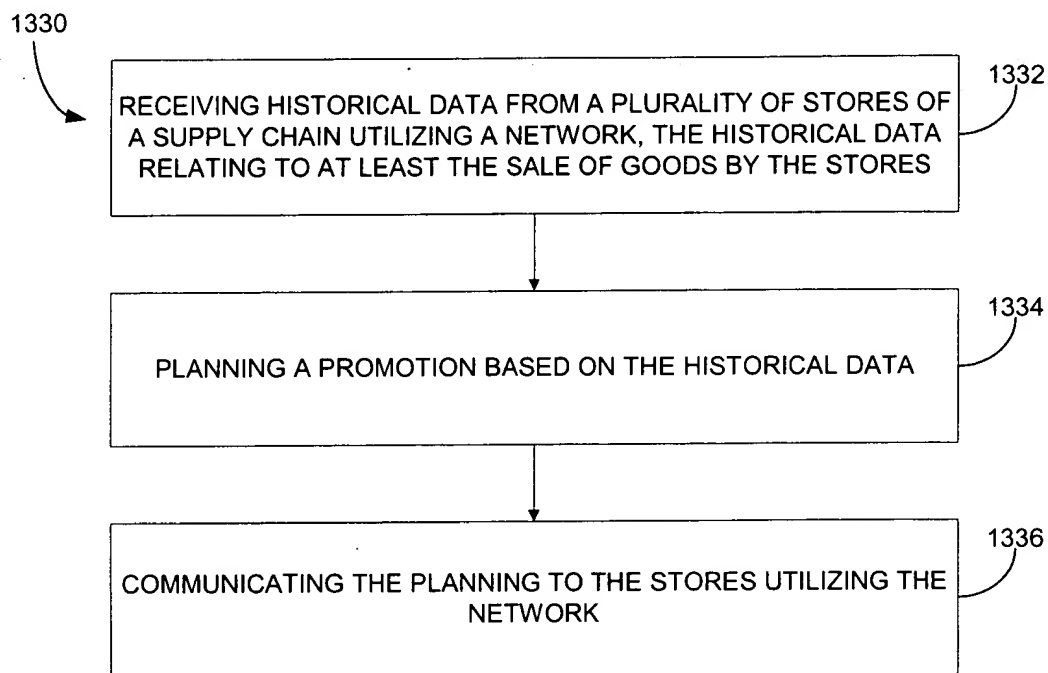 1330
1332
RECEIVING HISTORICAL DATA FROM A PLURALITY OF STORES OF
A SUPPLY CHAIN UTILIZING A NETWORK, THE HISTORICAL DATA
RELATING TO AT LEAST THE SALE OF GOODS BY THE STORES
1334
PLANNING A PROMOTION BASED ON THE HISTORICAL DATA
1336
COMMUNICATING THE PLANNING TO THE STORES UTILIZING THE
NETWORK